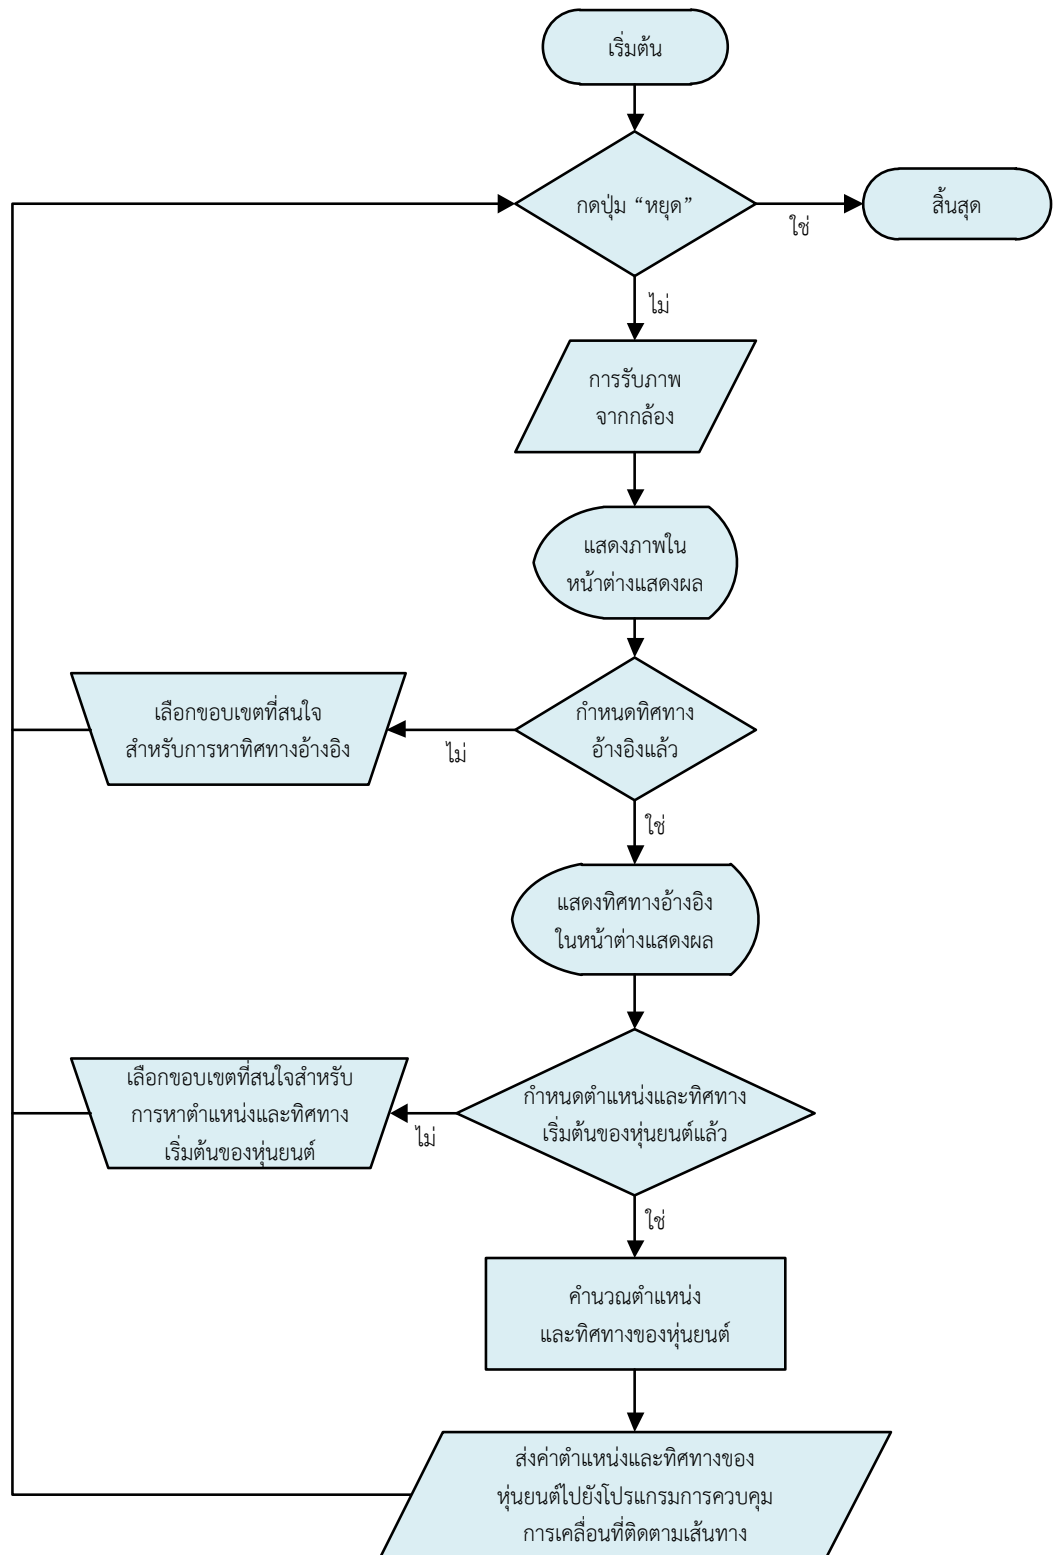 เริ่มต้น
กดปุ่ม “หยุด”
ใช่
สิ้นสุด
ไม่
การรับภาพ
จากกล้อง
แสดงภาพใน
หน้าต่างแสดงผล
กำหนดทิศทาง
อ้างอิงแล้ว
ไม่
เลือกขอบเขตที่สนใจ
สำหรับการหาทิศทางอ้างอิง
ใช่
แสดงทิศทางอ้างอิง
ในหน้าต่างแสดงผล
กำหนดตำแหน่งและทิศทาง
เริ่มต้นของหุ่นยนต์แล้ว
ไม่
เลือกขอบเขตที่สนใจสำหรับ
การหาตำแหน่งและทิศทาง
เริ่มต้นของหุ่นยนต์
ใช่
คำนวณตำแหน่ง
และทิศทางของหุ่นยนต์
ส่งค่าตำแหน่งและทิศทางของ
หุ่นยนต์ไปยังโปรแกรมการควบคุม
การเคลื่อนที่ติดตามเส้นทาง